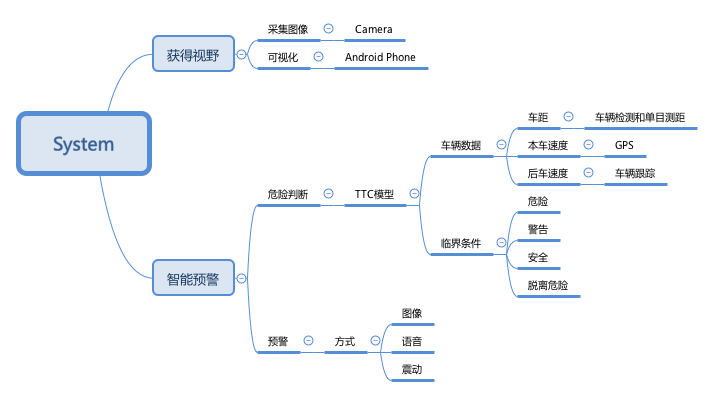 System
获得视野
采集图像
Camera
可视化
Android Phone
智能预警
危险判断
TTC模型
车辆数据
车距
车辆检测和单目测距
本车速度
GPS
后车速度
车辆跟踪
临界条件
危险
警告
安全
脱离危险
预警
方式
图像
语音
震动